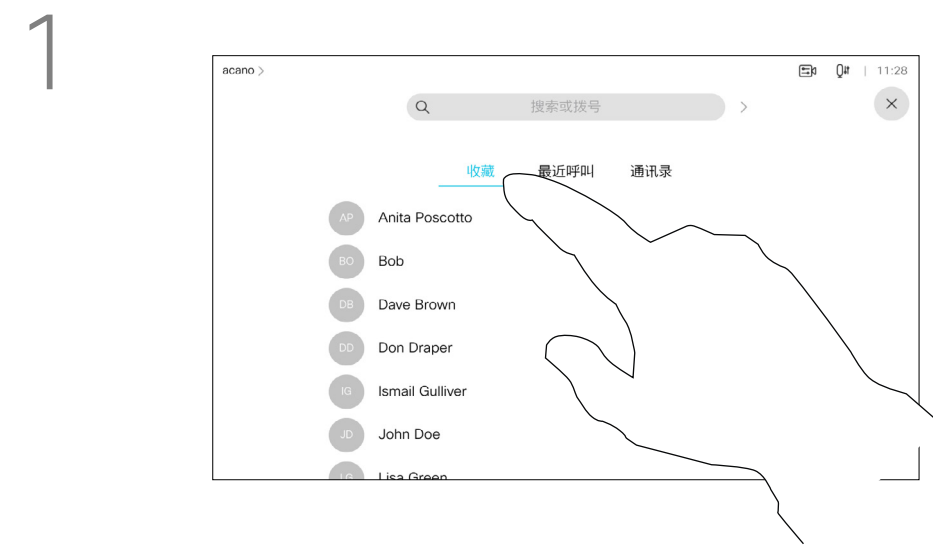 1
acano > | 11:28
搜索或拨号 >
收藏 最近呼叫 通讯录
AP Anita Poscotto
BO Bob
DB Dave Brown
DD Don Draper
IG Ismail Gulliver
JD John Doe
LG Lisa Green